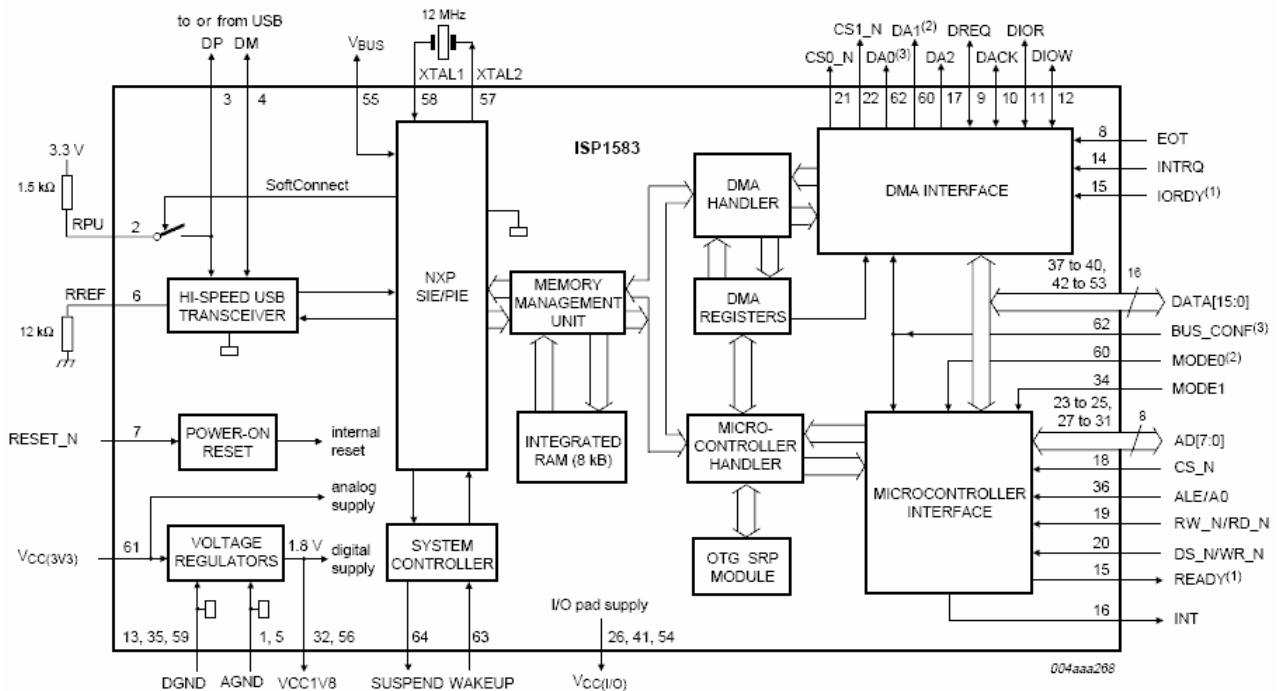 to or from USB
DP DM
3 4
VBUS
55
12 MHz
XTAL1 XTAL2
58 57
CS0_N CS1_N DA0(3) DA1(2) DA2 DREQ DACK DIOR DIOW
21 22 62 60 17 9 10 11 12
ISP1583
3.3 V
1.5 kΩ
RPU 2
SoftConnect
RREF 6
12 kΩ
HI-SPEED USB
TRANSCEIVER
NXP
SIE/PIE
MEMORY
MANAGEMENT
UNIT
INTEGRATED
RAM (8 kB)
DMA
HANDLER
DMA
REGISTERS
MICRO-
CONTROLLER
HANDLER
OTG SRP
MODULE
DMA INTERFACE
MICROCONTROLLER
INTERFACE
8 EOT
14 INTRQ
15 IORDY(1)
37 to 40,
42 to 53
16
DATA[15:0]
62 BUS_CONF(3)
60 MODE0(2)
34 MODE1
23 to 25,
27 to 31
8
AD[7:0]
18 CS_N
36 ALE/A0
19 RW_N/RD_N
20 DS_N/WR_N
15 READY(1)
16 INT
RESET_N 7
POWER-ON
RESET
internal
reset
analog
supply
VCC(3V3) 61
VOLTAGE
REGULATORS
1.8 V
digital
supply
SYSTEM
CONTROLLER
I/O pad supply
13, 35, 59 1, 5 32, 56 64 63 26, 41, 54
DGND AGND VCC1V8 SUSPEND WAKEUP VCC(I/O)
004aaa268